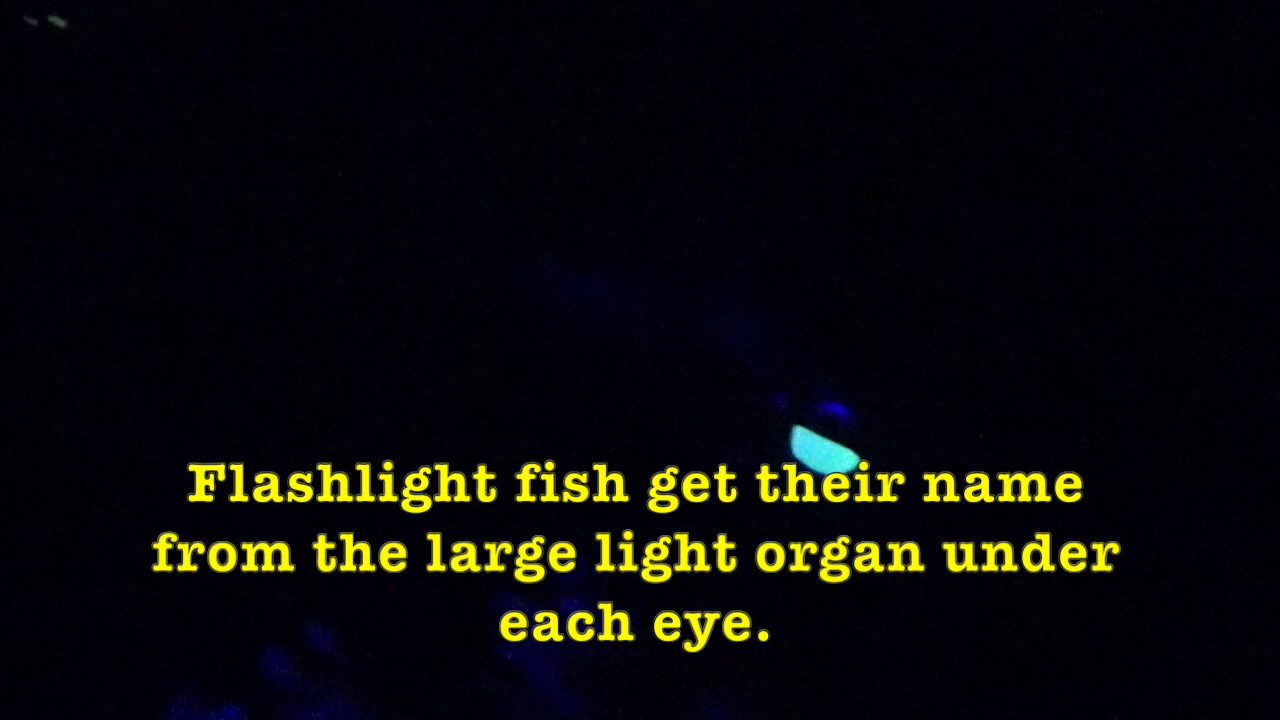 Flashlight fish get their name
from the large light organ under
each eye.